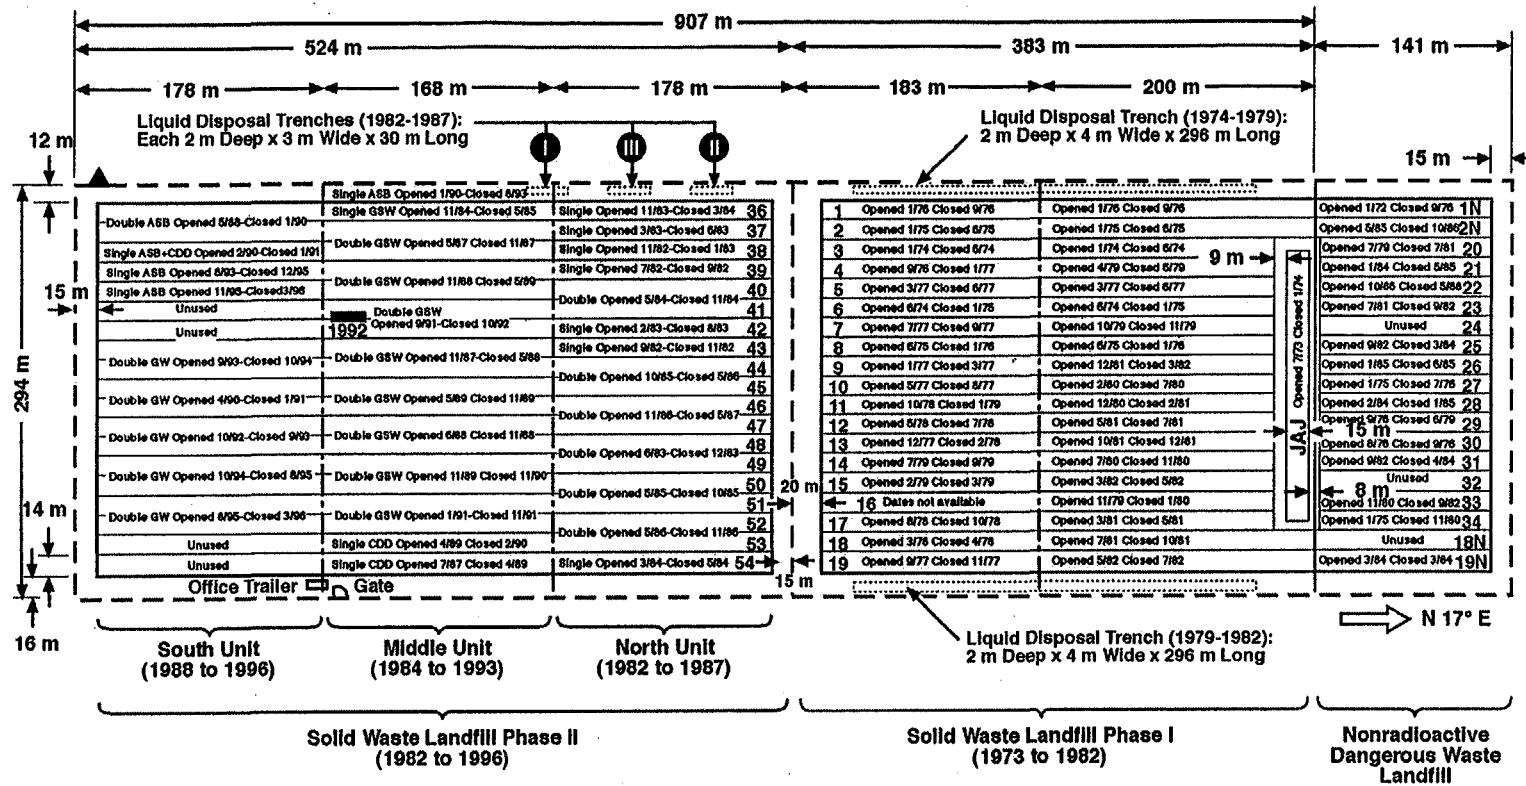 907 m
524 m
383 m
141 m
178 m
168 m
178 m
183 m
200 m
Liquid Disposal Trenches (1982-1987):
Each 2 m Deep x 3 m Wide x 30 m Long
Liquid Disposal Trench (1974-1979):
2 m Deep x 4 m Wide x 296 m Long
12 m
I
III
II
15 m
294 m
15 m
14 m
16 m
Double ASB Opened 5/88-Closed 1/90
Single ASB+CDD Opened 2/90-Closed 1/91
Single ASB Opened 8/93-Closed 12/95
Single ASB Opened 11/95-Closed3/96
Unused
Unused
Double GW Opened 9/93-Closed 10/94
Double GW Opened 4/90-Closed 1/91
Double GW Opened 10/92-Closed 9/93
Double GW Opened 10/94-Closed 8/95
Double GW Opened 8/95-Closed 3/96
Unused
Unused
Single ASB Opened 1/90-Closed 8/93
Single GSW Opened 11/84-Closed 5/85
Double GSW Opened 5/87 Closed 11/87
Double GSW Opened 11/88 Closed 5/89
Double GSW
Opened 9/91-Closed 10/92
1992
Double GSW Opened 11/87-Closed 5/88
Double GSW Opened 5/89 Closed 11/89
Double GSW Opened 6/88 Closed 11/88
Double GSW Opened 11/89 Closed 11/90
Double GSW Opened 1/91-Closed 11/91
Single CDD Opened 4/89 Closed 2/90
Single CDD Opened 7/87 Closed 4/89
Single Opened 11/83-Closed 3/84 36
Single Opened 3/83-Closed 6/83 37
Single Opened 11/82-Closed 1/83 38
Single Opened 7/82-Closed 9/82 39
40
Double Opened 5/84-Closed 11/84
41
Single Opened 2/83-Closed 8/83 42
Single Opened 9/82-Closed 11/82 43
44
Double Opened 10/85-Closed 5/86
45
46
Double Opened 11/86-Closed 5/87
47
48
Double Opened 6/83-Closed 12/83
49
50
Double Opened 5/85-Closed 10/85
51
52
Double Opened 5/86-Closed 11/86
53
Single Opened 3/84-Closed 5/84 54
20 m
15 m
1 Opened 1/76 Closed 9/76 Opened 1/76 Closed 9/76
2 Opened 1/75 Closed 6/75 Opened 1/75 Closed 6/75
3 Opened 1/74 Closed 6/74 Opened 1/74 Closed 6/74
4 Opened 9/76 Closed 1/77 Opened 4/79 Closed 5/79
5 Opened 3/77 Closed 6/77 Opened 3/77 Closed 6/77
6 Opened 6/74 Closed 1/75 Opened 6/74 Closed 1/75
7 Opened 7/77 Closed 9/77 Opened 10/79 Closed 11/79
8 Opened 6/75 Closed 1/76 Opened 6/75 Closed 1/76
9 Opened 1/77 Closed 3/77 Opened 12/81 Closed 3/82
10 Opened 5/77 Closed 8/77 Opened 2/80 Closed 7/80
11 Opened 10/78 Closed 1/79 Opened 12/80 Closed 2/81
12 Opened 5/78 Closed 7/78 Opened 5/81 Closed 7/81
13 Opened 12/77 Closed 2/78 Opened 10/81 Closed 12/81
14 Opened 7/79 Closed 9/79 Opened 7/80 Closed 11/80
15 Opened 2/79 Closed 3/79 Opened 3/82 Closed 5/82
16 Dates not available Opened 11/79 Closed 1/80
17 Opened 8/78 Closed 10/78 Opened 3/81 Closed 5/81
18 Opened 3/78 Closed 4/78 Opened 7/81 Closed 10/81
19 Opened 9/77 Closed 11/77 Opened 5/82 Closed 7/82
9 m
JAJ Opened 7/73 Closed 1/74
15 m
8 m
Opened 1/72 Closed 9/76 1N
Opened 5/85 Closed 10/86 2N
Opened 7/79 Closed 7/81 20
Opened 1/84 Closed 5/85 21
Opened 10/86 Closed 5/88 22
Opened 7/81 Closed 9/82 23
Unused 24
Opened 9/82 Closed 3/84 25
Opened 1/85 Closed 6/85 26
Opened 1/75 Closed 7/76 27
Opened 2/84 Closed 1/85 28
Opened 9/76 Closed 6/79 29
Opened 8/76 Closed 9/76 30
Opened 9/82 Closed 4/84 31
Unused 32
Opened 11/80 Closed 9/82 33
Opened 1/75 Closed 11/80 34
Unused 18N
Opened 3/84 Closed 3/84 19N
Office Trailer
Gate
N 17° E
Liquid Disposal Trench (1979-1982):
2 m Deep x 4 m Wide x 296 m Long
South Unit
(1988 to 1996)
Middle Unit
(1984 to 1993)
North Unit
(1982 to 1987)
Solid Waste Landfill Phase II
(1982 to 1996)
Solid Waste Landfill Phase I
(1973 to 1982)
Nonradioactive
Dangerous Waste
Landfill